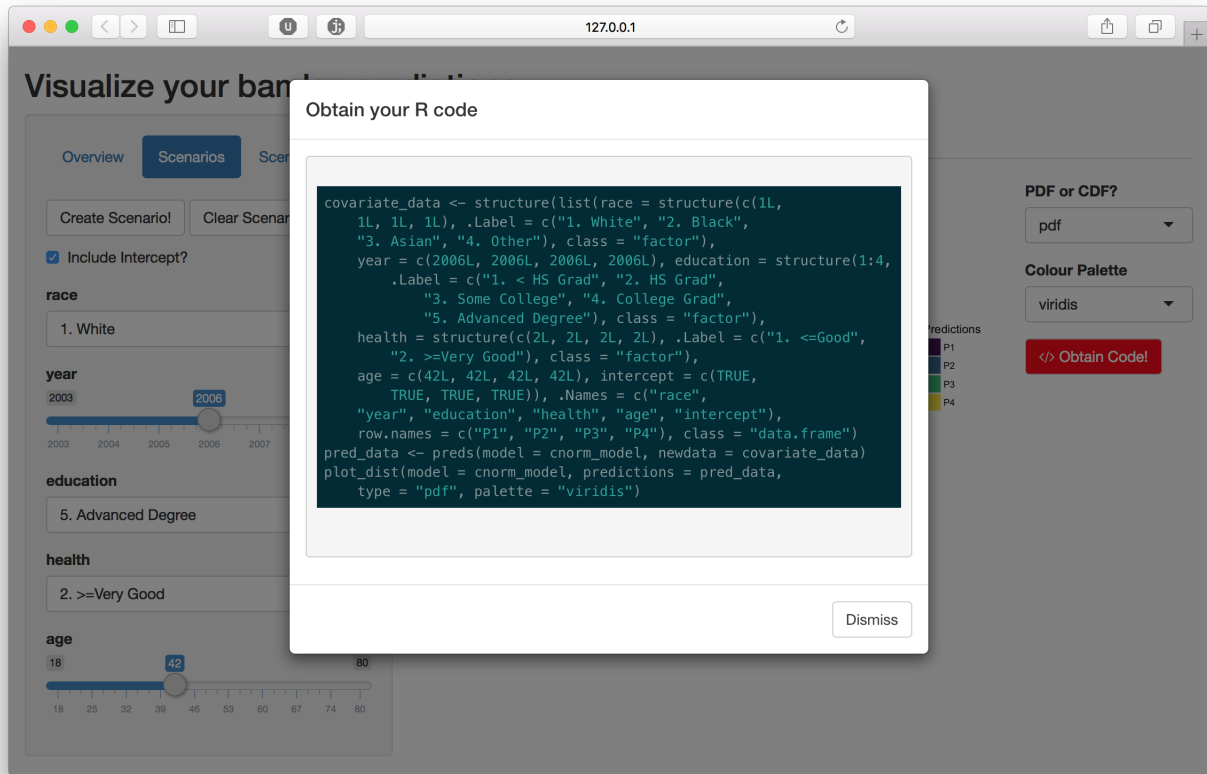 127.0.0.1
Visualize your
Obtain your R code
Overview
Scenarios
Create Scenario!
Clear
Include Intercept?
race
1. White
year
2003
2006
2003 2004 2005 2006 2007
education
5. Advanced Degree
health
2. >=Very Good
age
18
42
80
18 25 32 39 46 53 60 67 74 80
covariate_data <- structure(list(race = structure(c(1L,
1L, 1L, 1L), .Label = c("1. White", "2. Black",
"3. Asian", "4. Other"), class = "factor"),
year = c(2006L, 2006L, 2006L, 2006L), education = structure(1:4,
.Label = c("1. < HS Grad", "2. HS Grad",
"3. Some College", "4. College Grad",
"5. Advanced Degree"), class = "factor"),
health = structure(c(2L, 2L, 2L, 2L), .Label = c("1. <=Good",
"2. >=Very Good"), class = "factor"),
age = c(42L, 42L, 42L, 42L), intercept = c(TRUE,
TRUE, TRUE, TRUE)), .Names = c("race",
"year", "education", "health", "age", "intercept"),
row.names = c("P1", "P2", "P3", "P4"), class = "data.frame")
pred_data <- preds(model = cnorm_model, newdata = covariate_data)
plot_dist(model = cnorm_model, predictions = pred_data,
type = "pdf", palette = "viridis")
Dismiss
PDF or CDF?
pdf
Colour Palette
viridis
</> Obtain Code!
Predictions
P1
P2
P3
P4